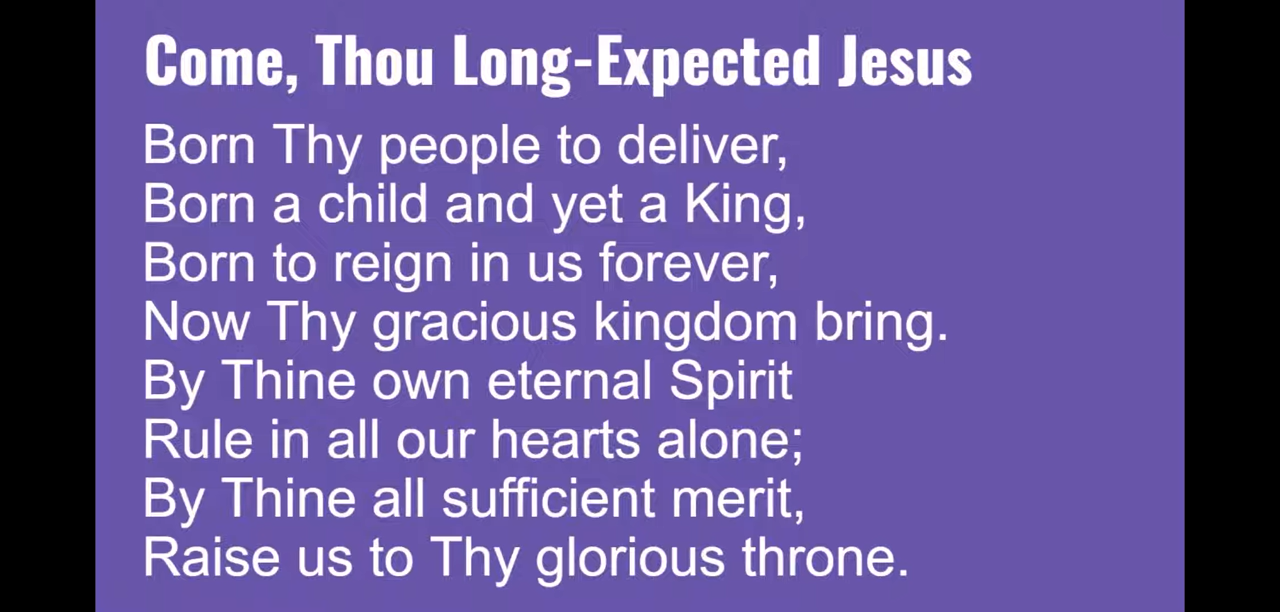 Come, Thou Long-Expected Jesus
Born Thy people to deliver,
Born a child and yet a King,
Born to reign in us forever,
Now Thy gracious kingdom bring.
By Thine own eternal Spirit
Rule in all our hearts alone;
By Thine all sufficient merit,
Raise us to Thy glorious throne.